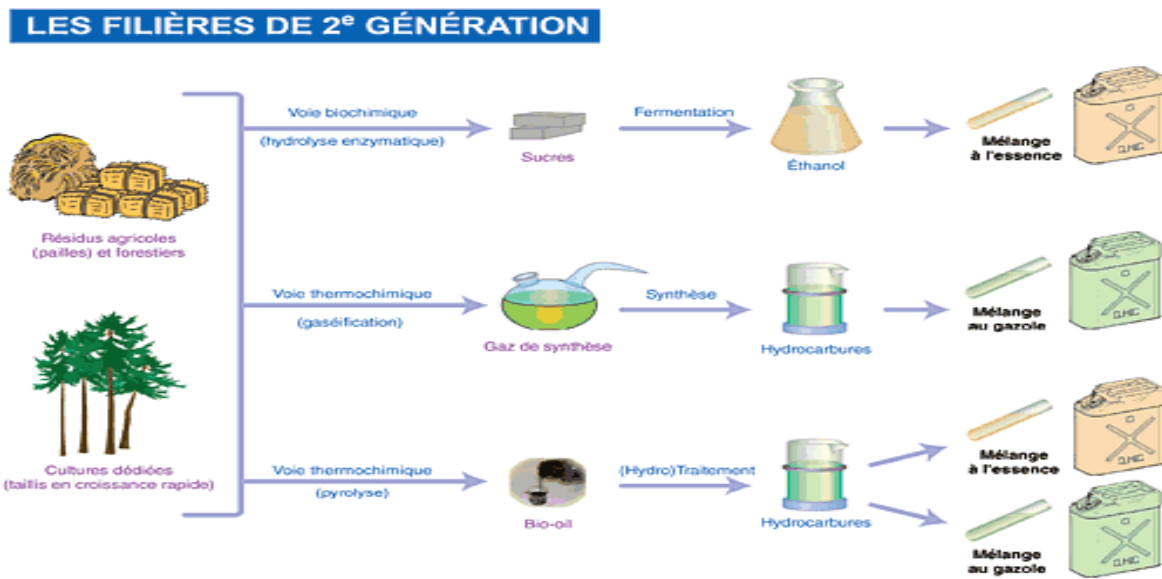 LES FILIÈRES DE 2e GÉNÉRATION
Résidus agricoles
(pailles) et forestiers
Cultures dédiées
(taillis en croissance rapide)
Voie biochimique
(hydrolyse enzymatique)
Sucres
Fermentation
Éthanol
Mélange
à l'essence
Voie thermochimique
(gaséification)
Gaz de synthèse
Synthèse
Hydrocarbures
Mélange
au gazole
Voie thermochimique
(pyrolyse)
Bio-oil
(Hydro)Traitement
Hydrocarbures
Mélange
à l'essence
Mélange
au gazole